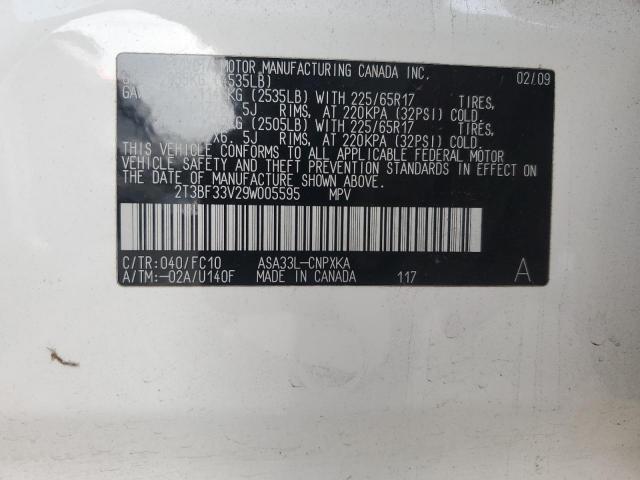 MOTOR MANUFACTURING CANADA INC. 02/09
(2535LB) WITH 225/65R17 TIRES,
5J RIMS, AT 220KPA (32PSI) COLD.
KG (2505LB) WITH 225/65R17 TIRES,
5J RIMS, AT 220KPA (32PSI) COLD.
THIS VEHICLE CONFORMS TO ALL APPLICABLE FEDERAL MOTOR
VEHICLE SAFETY AND THEFT PREVENTION STANDARDS IN EFFECT ON
THE DATE OF MANUFACTURE SHOWN ABOVE.
2T3BF33V29W005595 MPV
C/TR:040/FC10 ASA33L-CNPXKA
A/TM:-02A/U140F MADE IN CANADA 117 A